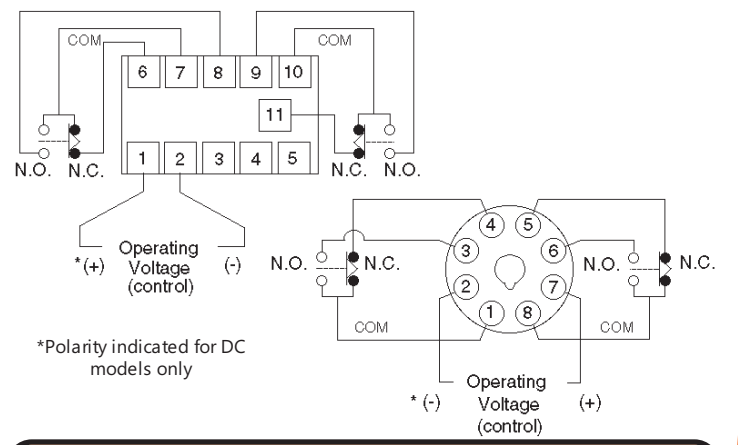 COM
COM
6 7 8 9 10
11
1 2 3 4 5
N.O. N.C.
N.C. N.O.
*(+) Operating Voltage (control) (-)
4 5
3 6
2 7
1 8
N.O. N.C.
N.O. N.C.
COM
COM
*Polarity indicated for DC
models only
* (-) Operating Voltage (control) (+)